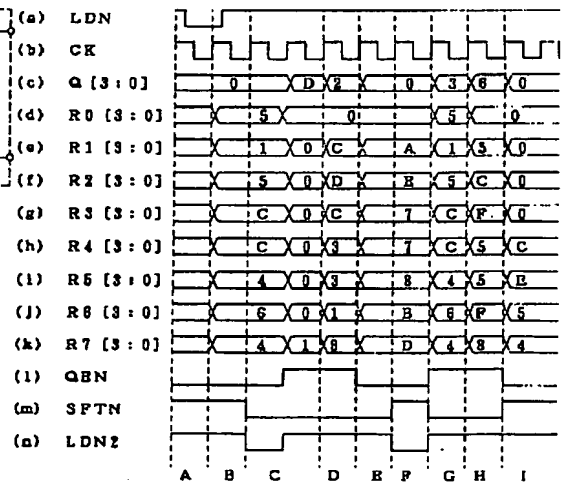 (a) LDN
(b) CK
(c) Q [3:0] 0 D 2 0 3 6 0
(d) R0 [3:0] 5 0 5 0
(e) R1 [3:0] 1 0 C A 1 5 0
(f) R2 [3:0] 5 0 D E 5 C 0
(g) R3 [3:0] C 0 C 7 C F 0
(h) R4 [3:0] C 0 3 7 C 5 C
(i) R5 [3:0] 4 0 3 8 4 5 E
(j) R6 [3:0] 6 0 1 B 6 F 5
(k) R7 [3:0] 4 1 8 D 4 8 4
(l) QEN
(m) SFTN
(n) LDN2
A B C D E F G H I